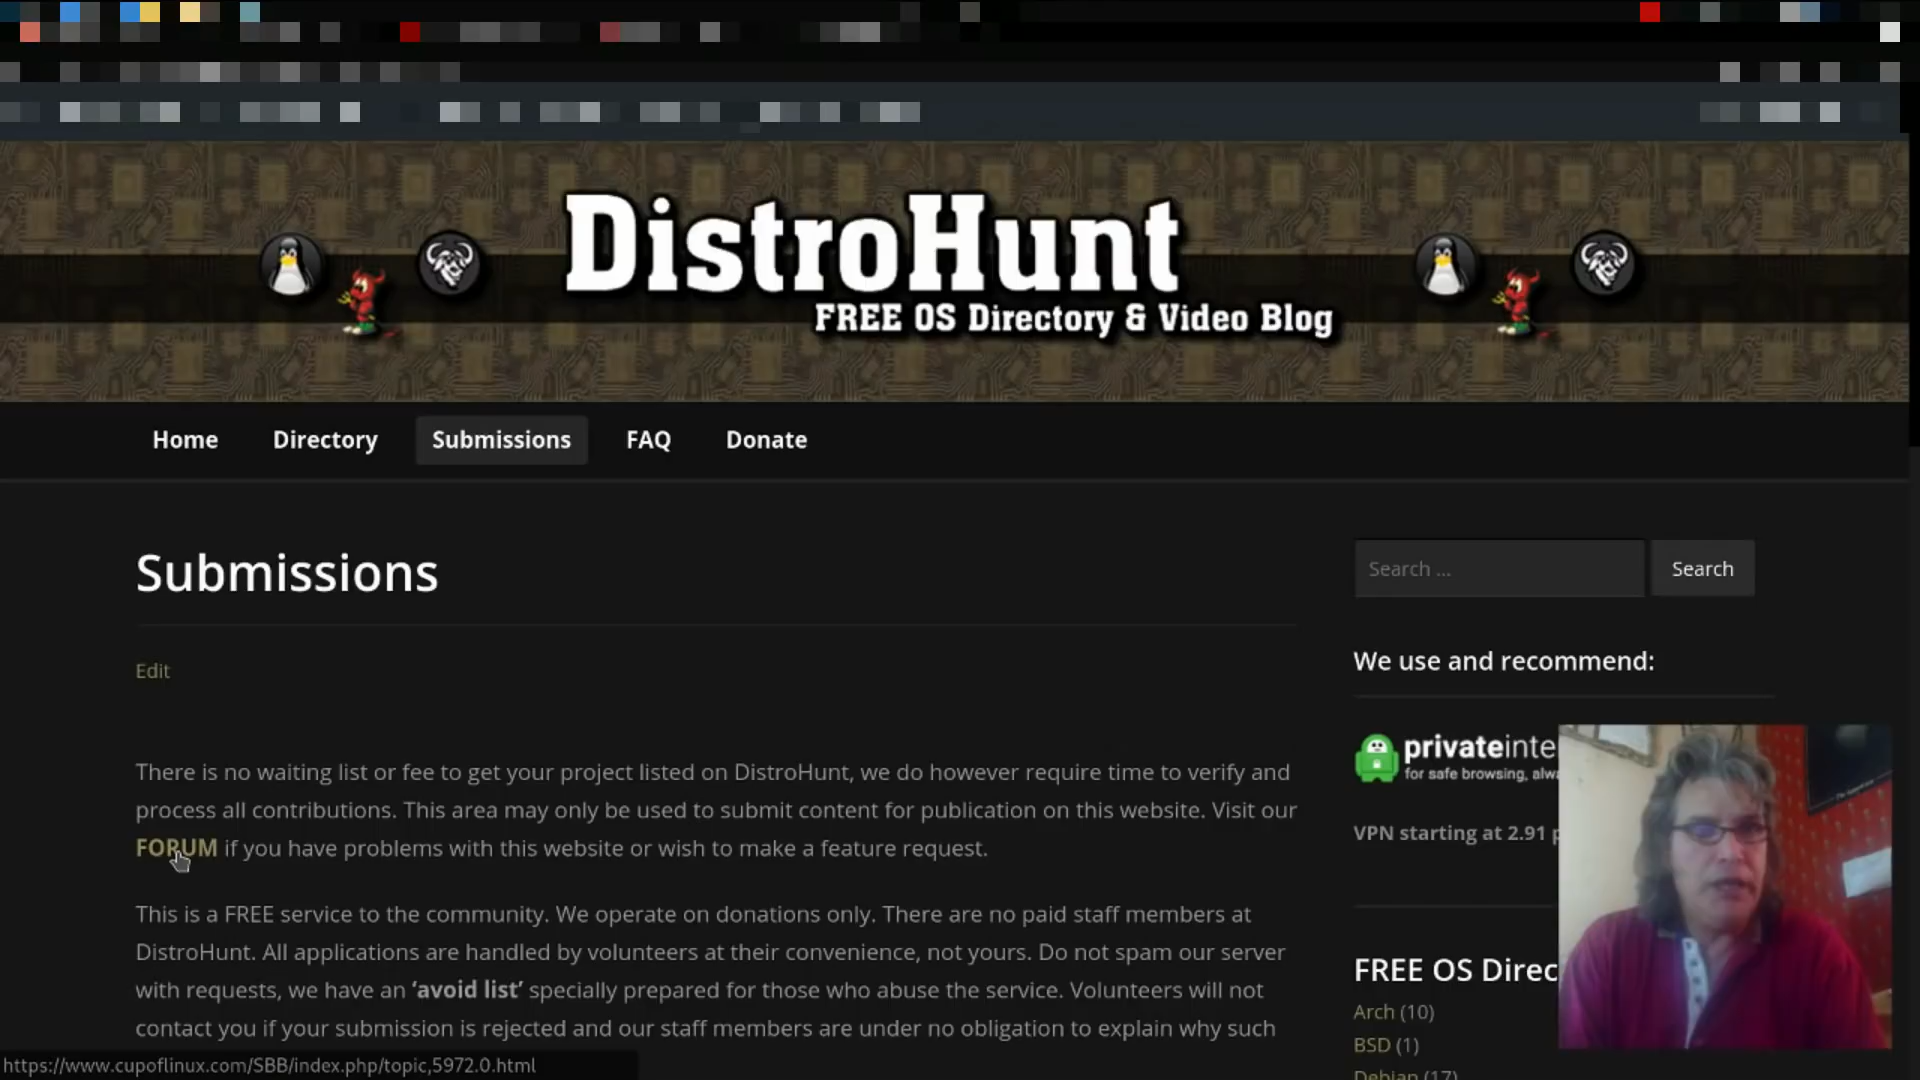 DistroHunt
FREE OS Directory & Video Blog
Home Directory Submissions FAQ Donate
Submissions
Edit
There is no waiting list or fee to get your project listed on DistroHunt, we do however require time to verify and
process all contributions. This area may only be used to submit content for publication on this website. Visit our
FORUM if you have problems with this website or wish to make a feature request.
This is a FREE service to the community. We operate on donations only. There are no paid staff members at
DistroHunt. All applications are handled by volunteers at their convenience, not yours. Do not spam our server
with requests, we have an ‘avoid list’ specially prepared for those who abuse the service. Volunteers will not
contact you if your submission is rejected and our staff members are under no obligation to explain why such
Search ... Search
We use and recommend:
privateinte
for safe browsing, alwa
VPN starting at 2.91 p
FREE OS Direc
Arch (10)
BSD (1)
Debian (17)
https://www.cupoflinux.com/SBB/index.php/topic,5972.0.html